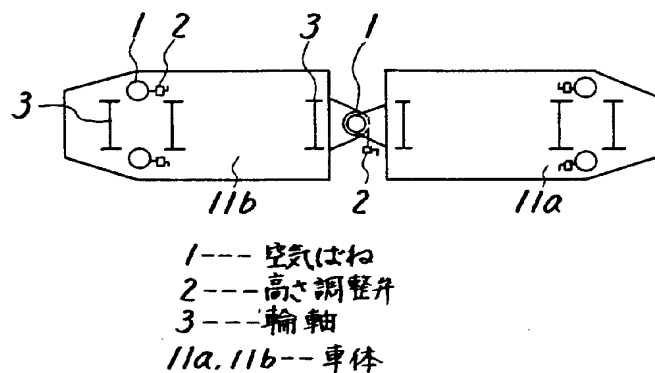 1 2 3 1
3
11b 2 11a
1--- 空気ばね
2--- 高さ調整弁
3--- 輪軸
11a.11b-- 車体